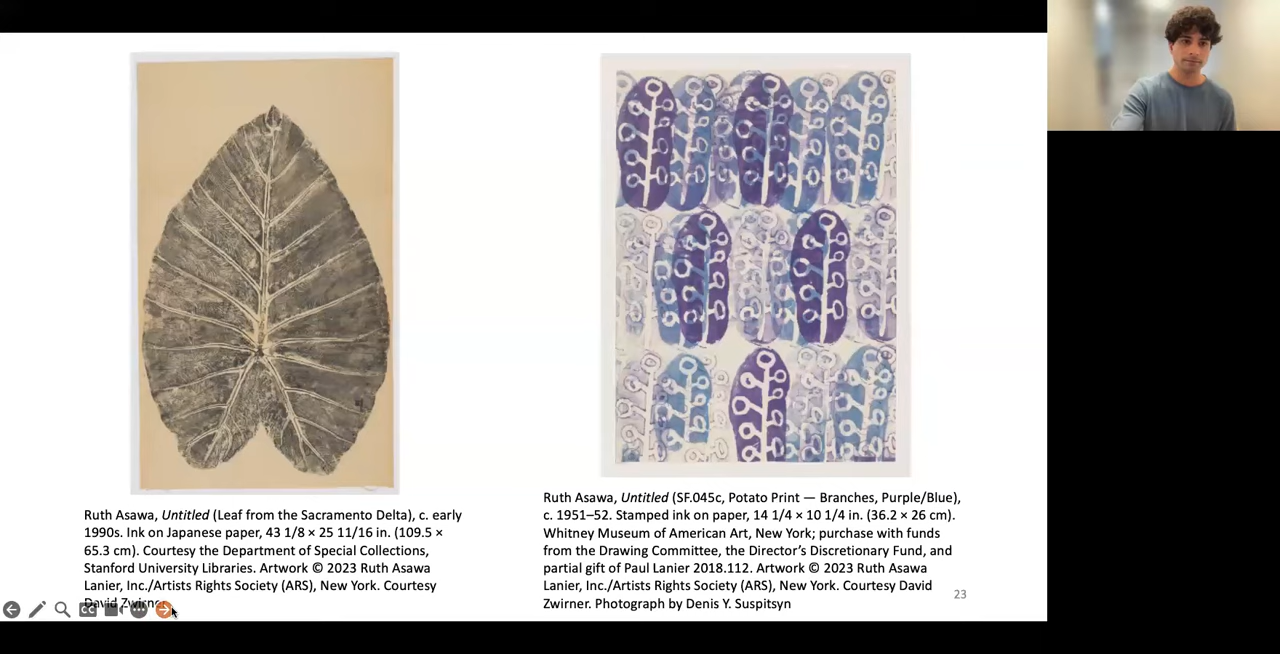 Ruth Asawa, Untitled (Leaf from the Sacramento Delta), c. early
1990s. Ink on Japanese paper, 43 1/8 × 25 11/16 in. (109.5 ×
65.3 cm). Courtesy the Department of Special Collections,
Stanford University Libraries. Artwork © 2023 Ruth Asawa
Lanier, Inc./Artists Rights Society (ARS), New York. Courtesy
David Zwirner
CC
Ruth Asawa, Untitled (SF.045c, Potato Print — Branches, Purple/Blue),
c. 1951–52. Stamped ink on paper, 14 1/4 × 10 1/4 in. (36.2 × 26 cm).
Whitney Museum of American Art, New York; purchase with funds
from the Drawing Committee, the Director’s Discretionary Fund, and
partial gift of Paul Lanier 2018.112. Artwork © 2023 Ruth Asawa
Lanier, Inc./Artists Rights Society (ARS), New York. Courtesy David
Zwirner. Photograph by Denis Y. Suspitsyn
23